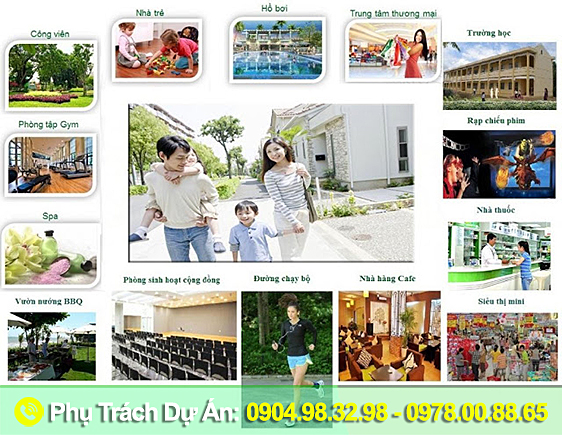 Nhà trẻ
Hồ bơi
Trung tâm thương mại
Công viên
Trường học
Phòng tập Gym
Rạp chiếu phim
Spa
Nhà thuốc
Vườn nướng BBQ
Phòng sinh hoạt cộng đồng
Đường chạy bộ
Nhà hàng Cafe
Siêu thị mini
Phụ Trách Dự Án: 0904.98.32.98 - 0978.00.88.65